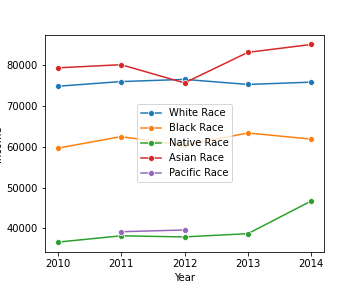 80000
70000
60000
50000
40000
White Race
Black Race
Native Race
Asian Race
Pacific Race
2010 2011 2012 2013 2014
Year